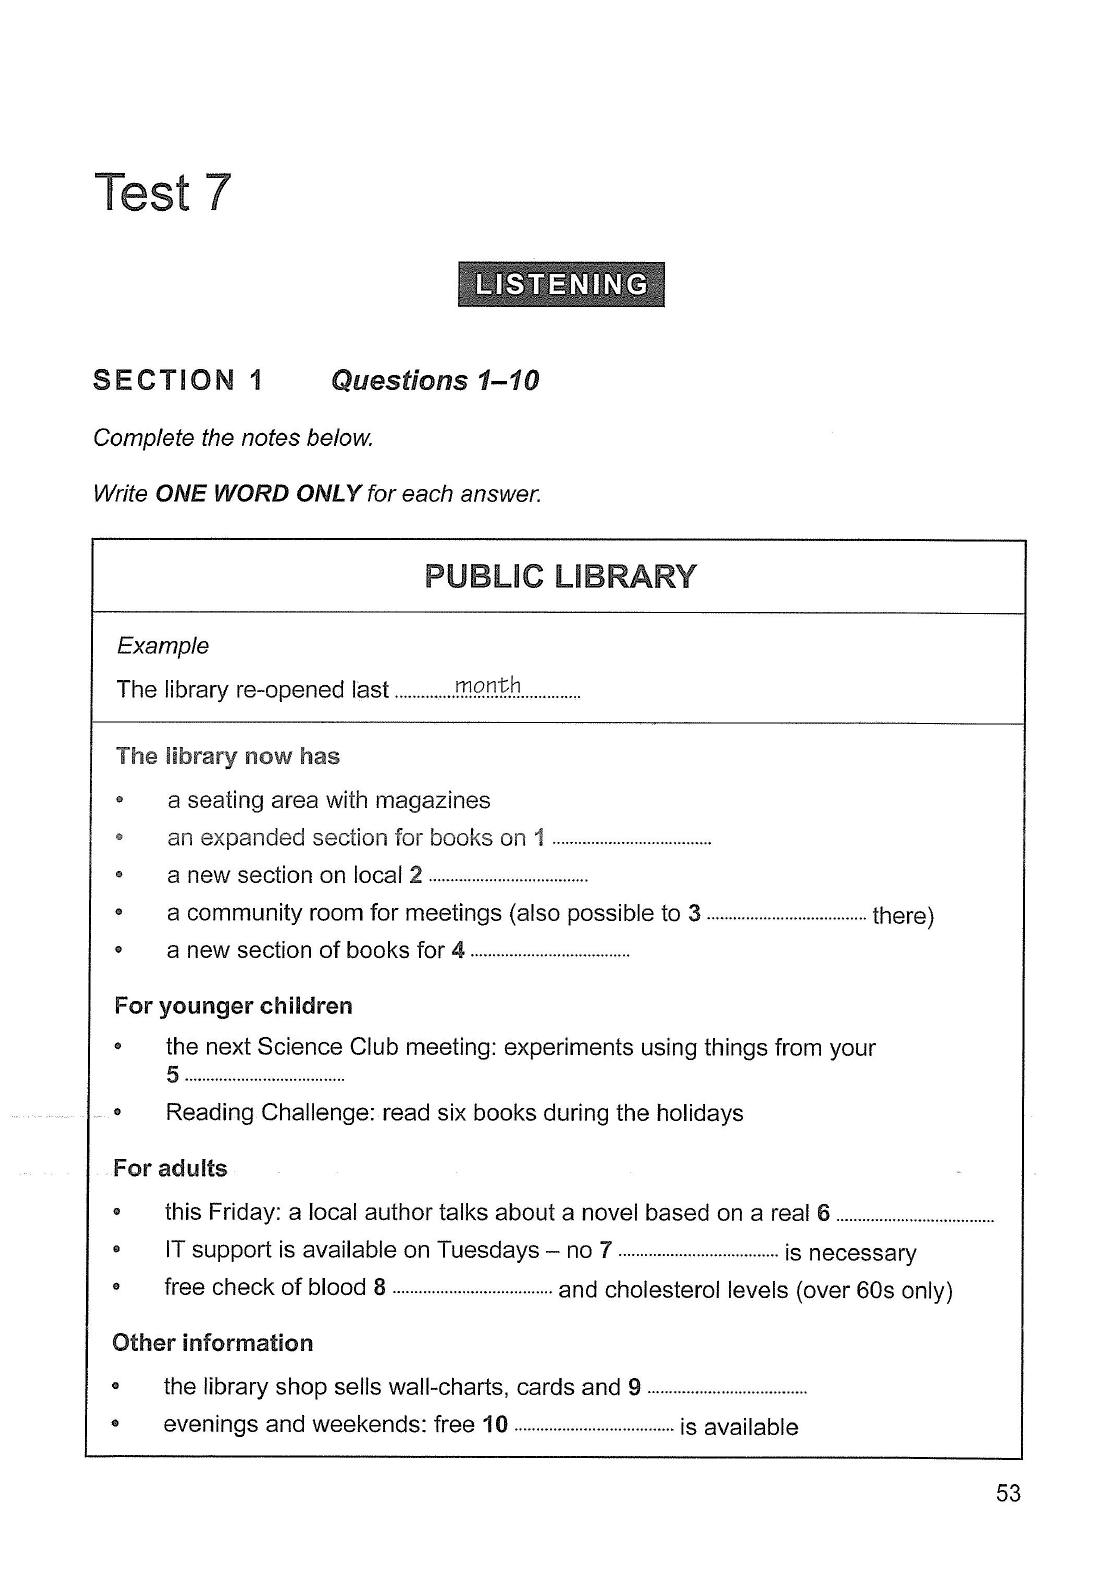 Test 7
LISTENING
SECTION 1 Questions 1–10
Complete the notes below.
Write ONE WORD ONLY for each answer.
PUBLIC LIBRARY
Example
The library re-opened last .............month.............
The library now has
• a seating area with magazines
• an expanded section for books on 1 .....................................
• a new section on local 2 .....................................
• a community room for meetings (also possible to 3 ..................................... there)
• a new section of books for 4 .....................................
For younger children
• the next Science Club meeting: experiments using things from your
5 .....................................
• Reading Challenge: read six books during the holidays
For adults
• this Friday: a local author talks about a novel based on a real 6 .....................................
• IT support is available on Tuesdays – no 7 ..................................... is necessary
• free check of blood 8 ..................................... and cholesterol levels (over 60s only)
Other information
• the library shop sells wall-charts, cards and 9 .....................................
• evenings and weekends: free 10 ..................................... is available
53